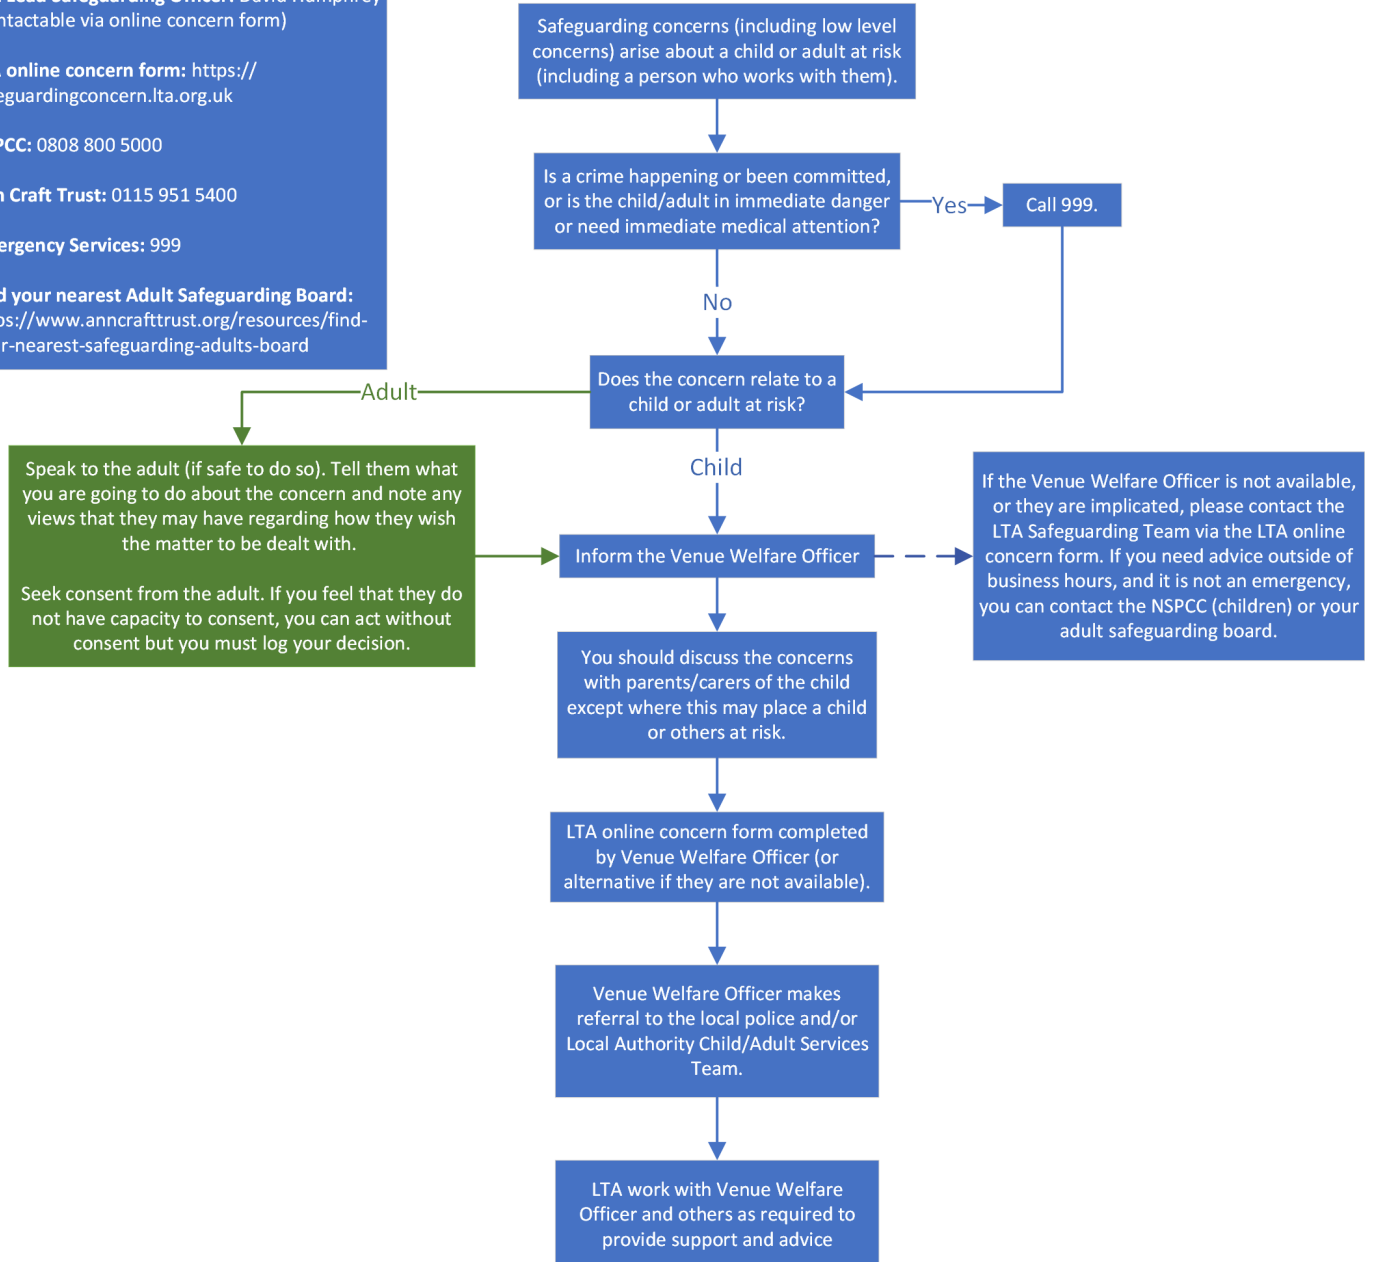 Lead Safeguarding Officer: David Humphrey
ntactable via online concern form)
online concern form: https://
eguardingconcern.lta.org.uk
PCC: 0808 800 5000
n Craft Trust: 0115 951 5400
ergency Services: 999
d your nearest Adult Safeguarding Board:
ps://www.anncrafttrust.org/resources/find-
r-nearest-safeguarding-adults-board
Safeguarding concerns (including low level
concerns) arise about a child or adult at risk
(including a person who works with them).
Is a crime happening or been committed,
or is the child/adult in immediate danger
or need immediate medical attention?
Yes
Call 999.
No
Does the concern relate to a
child or adult at risk?
Adult
Speak to the adult (if safe to do so). Tell them what
you are going to do about the concern and note any
views that they may have regarding how they wish
the matter to be dealt with.
Seek consent from the adult. If you feel that they do
not have capacity to consent, you can act without
consent but you must log your decision.
Child
Inform the Venue Welfare Officer
If the Venue Welfare Officer is not available,
or they are implicated, please contact the
LTA Safeguarding Team via the LTA online
concern form. If you need advice outside of
business hours, and it is not an emergency,
you can contact the NSPCC (children) or your
adult safeguarding board.
You should discuss the concerns
with parents/carers of the child
except where this may place a child
or others at risk.
LTA online concern form completed
by Venue Welfare Officer (or
alternative if they are not available).
Venue Welfare Officer makes
referral to the local police and/or
Local Authority Child/Adult Services
Team.
LTA work with Venue Welfare
Officer and others as required to
provide support and advice